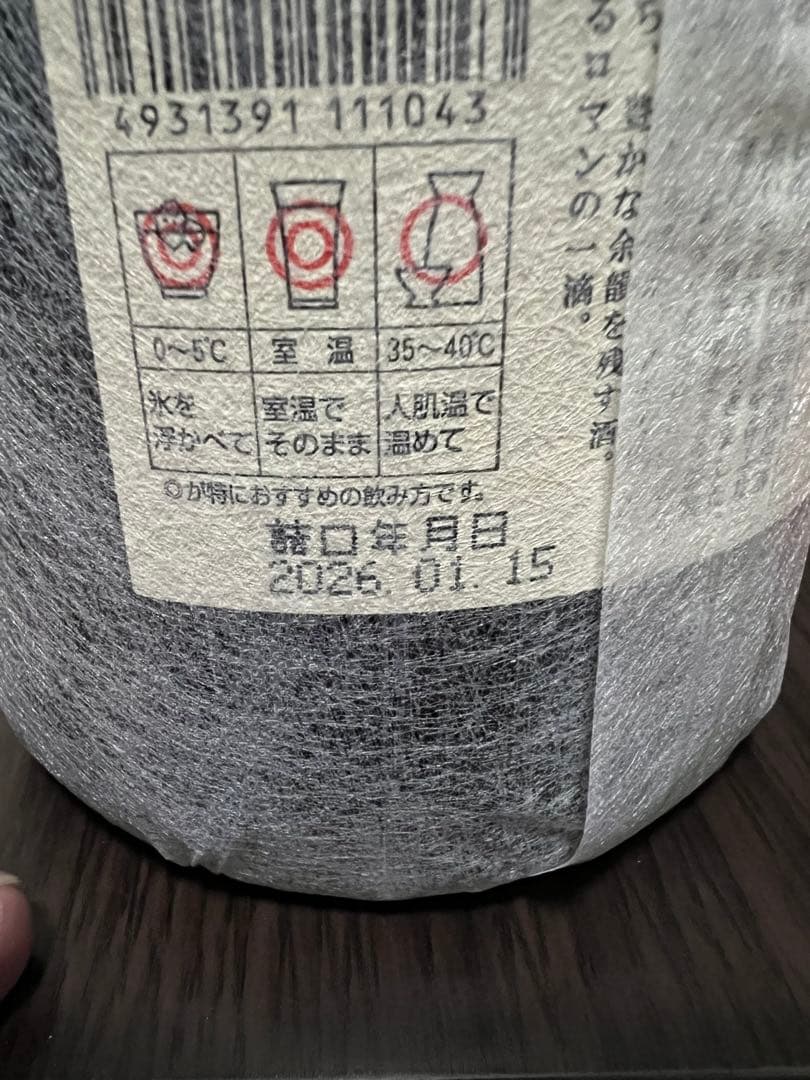 4931391 111043
0〜5℃ 室温 35〜40℃
氷を
浮かべて
室温で
そのまま
人肌温で
温めて
◎が特におすすめの飲み方です。
詰口年月日
2026. 01. 15
豊かな余韻を残す酒。
るロマンの一滴。